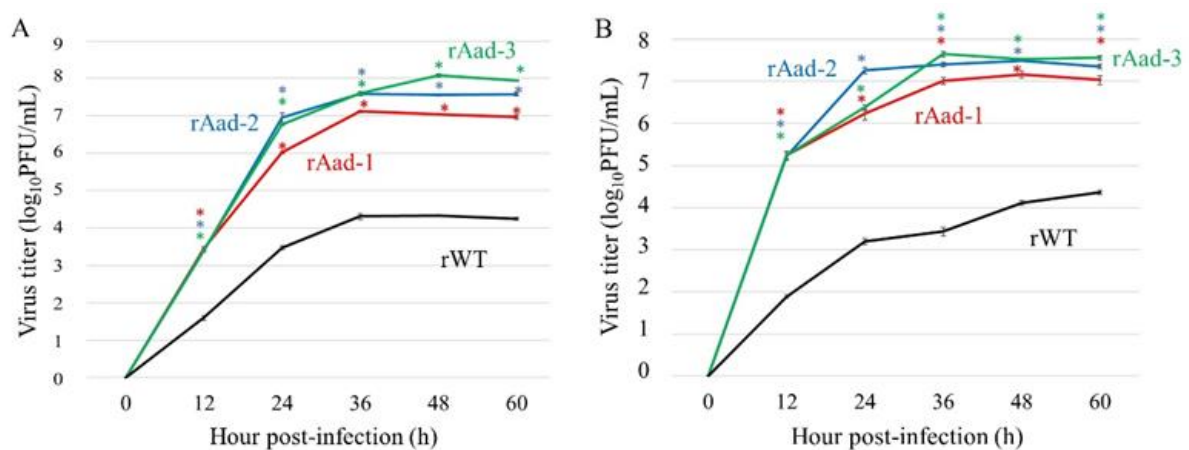 A
Virus titer (log₁₀PFU/mL)
9
8
7
6
5
4
3
2
1
0
rAad-3
rAad-2
rAad-1
rWT
* * * * * * * * * * * * * * *
0 12 24 36 48 60
Hour post-infection (h)
B
Virus titer (log₁₀PFU/mL)
8
7
6
5
4
3
2
1
0
rAad-2
rAad-3
rAad-1
rWT
* * * * * * * * * * * * * * *
0 12 24 36 48 60
Hour post-infection (h)